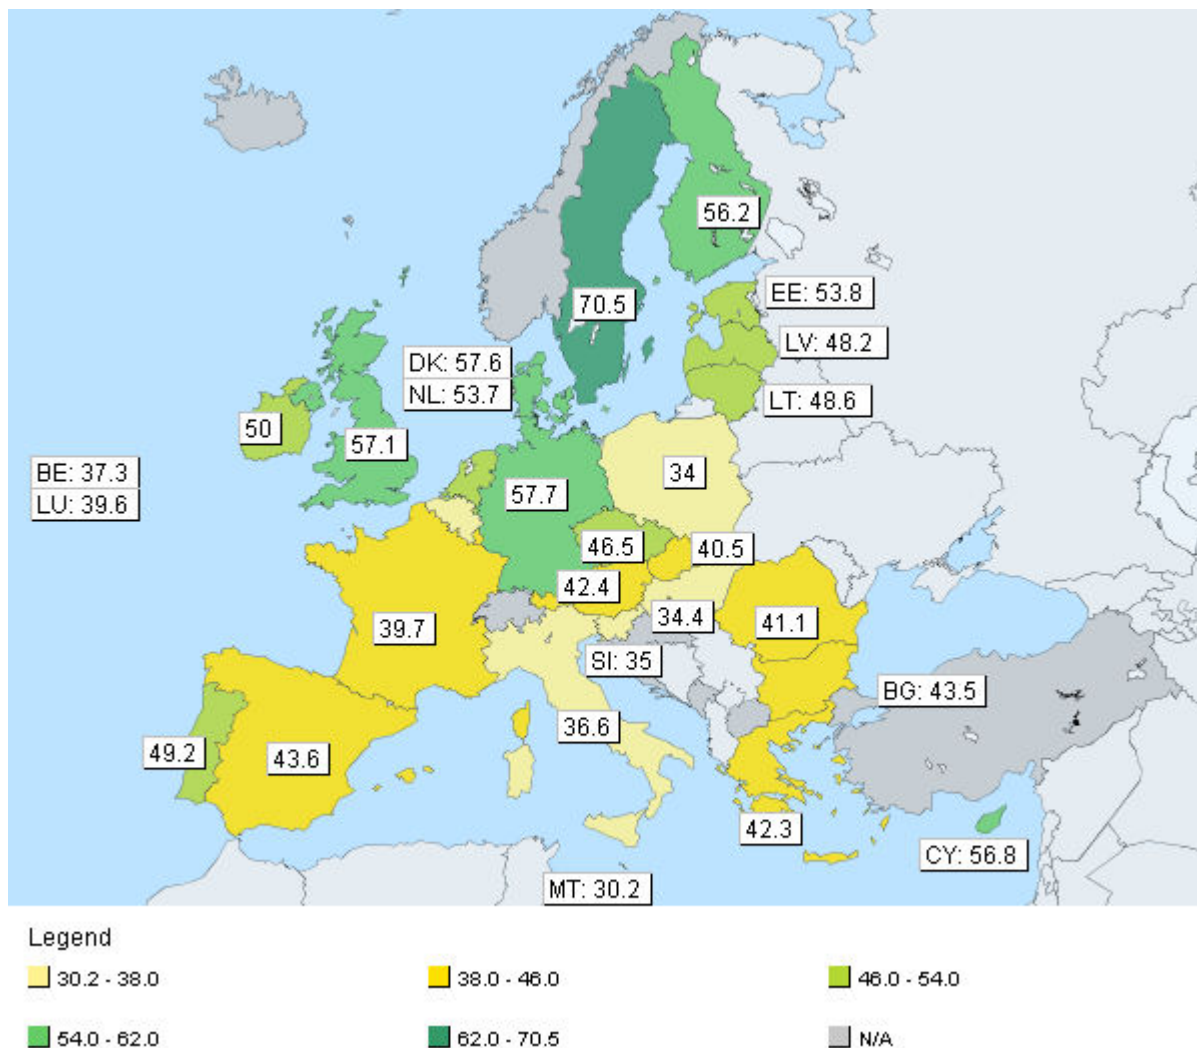 56.2
EE: 53.8
70.5
LV: 48.2
DK: 57.6
NL: 53.7
LT: 48.6
50
57.1
BE: 37.3
LU: 39.6
34
57.7
46.5
40.5
42.4
39.7
34.4
41.1
SI: 35
BG: 43.5
36.6
49.2
43.6
42.3
CY: 56.8
MT: 30.2
Legend
30.2 - 38.0
38.0 - 46.0
46.0 - 54.0
54.0 - 62.0
62.0 - 70.5
N/A